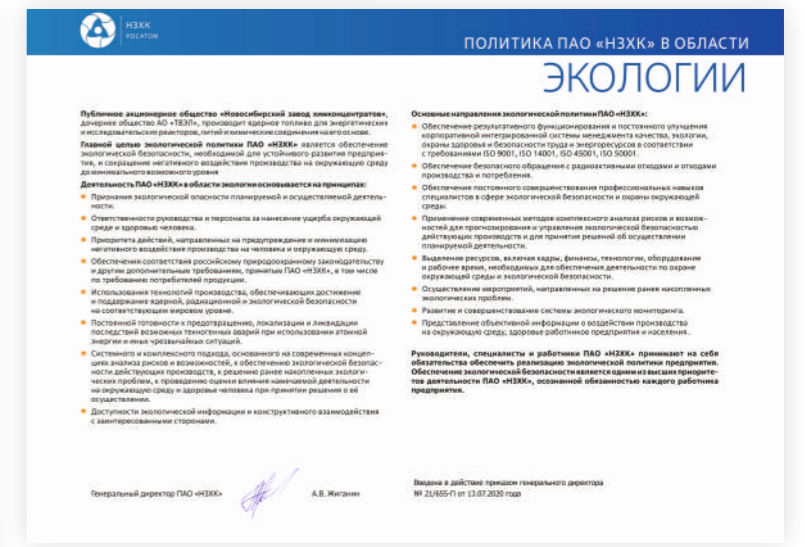 НЗХК
РОСАТОМ
ПОЛИТИКА ПАО «НЗХК» В ОБЛАСТИ
ЭКОЛОГИИ
Публичное акционерное общество «Новосибирский завод химконцентратов»,
дочернее общество АО «ТВЭЛ», производит ядерное топливо для энергетических
и исследовательских реакторов, литий и химические соединения на его основе.
Главной целью экологической политики ПАО «НЗХК» является обеспечение
экологической безопасности, необходимой для устойчивого развития предприя-
тия, и сокращение негативного воздействия производства на окружающую среду
до минимального возможного уровня
Деятельность ПАО «НЗХК» в области экологии основывается на принципах:
Признания экологической опасности планируемой и осуществляемой деятель-
ности.
Ответственности руководства и персонала за нанесение ущерба окружающей
среде и здоровью человека.
Приоритета действий, направленных на предупреждение и минимизацию
негативного воздействия производства на человека и окружающую среду.
Обеспечения соответствия российскому природоохранному законодательству
и другим дополнительным требованиям, принятым ПАО «НЗХК», в том числе
по требованию потребителей продукции.
Использования технологий производства, обеспечивающих достижение
и поддержание ядерной, радиационной и экологической безопасности
на соответствующем мировом уровне.
Постоянной готовности к предотвращению, локализации и ликвидации
последствий возможных техногенных аварий при использовании атомной
энергии и иных чрезвычайных ситуаций.
Системного и комплексного подхода, основанного на современных концеп-
циях анализа рисков и возможностей, к обеспечению экологической безопас-
ности действующих производств, к решению ранее накопленных экологи-
ческих проблем, к проведению оценки влияния намечаемой деятельности
на окружающую среду и здоровье человека при принятии решения о её
осуществлении.
Доступности экологической информации и конструктивного взаимодействия
с заинтересованными сторонами.
Основные направления экологической политики ПАО «НЗХК»:
Обеспечение результативного функционирования и постоянного улучшения
корпоративной интегрированной системы менеджмента качества, экологии,
охраны здоровья и безопасности труда и энергоресурсов в соответствии
с требованиями ISO 9001, ISO 14001, ISO 45001, ISO 50001.
Обеспечение безопасного обращения с радиоактивными отходами и отходами
производства и потребления.
Обеспечение постоянного совершенствования профессиональных навыков
специалистов в сфере экологической безопасности и охраны окружающей
среды.
Применение современных методов комплексного анализа рисков и возмож-
ностей для прогнозирования и управления экологической безопасностью
действующих производств и для принятия решений об осуществлении
планируемой деятельности.
Выделение ресурсов, включая кадры, финансы, технологии, оборудование
и рабочее время, необходимых для обеспечения деятельности по охране
окружающей среды и экологической безопасности.
Осуществление мероприятий, направленных на решение ранее накопленных
экологических проблем.
Развитие и совершенствование системы экологического мониторинга.
Представление объективной информации о воздействии производства
на окружающую среду, здоровье работников предприятия и населения.
Руководители, специалисты и работники ПАО «НЗХК» принимают на себя
обязательства обеспечить реализацию экологической политики предприятия.
Обеспечение экологической безопасности является одним из высших приорите-
тов деятельности ПАО «НЗХК», осознанной обязанностью каждого работника
предприятия.
Генеральный директор ПАО «НЗХК»
А.В. Жиганин
Введена в действие приказом генерального директора
№ 21/655-П от 13.07.2020 года